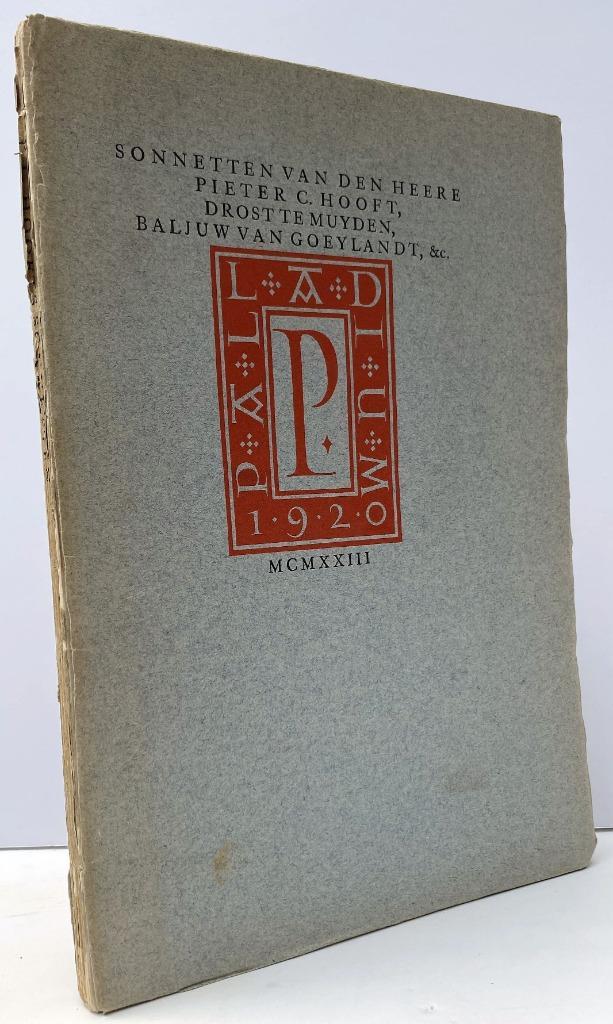 SONNETTEN VAN DEN HEERE
PIETER C. HOOFT,
DROST TE MUYDEN,
BALJUW VAN GOEYLANDT, &c.
PALLADIUM
P.
1·9·2·0
MCMXXIII